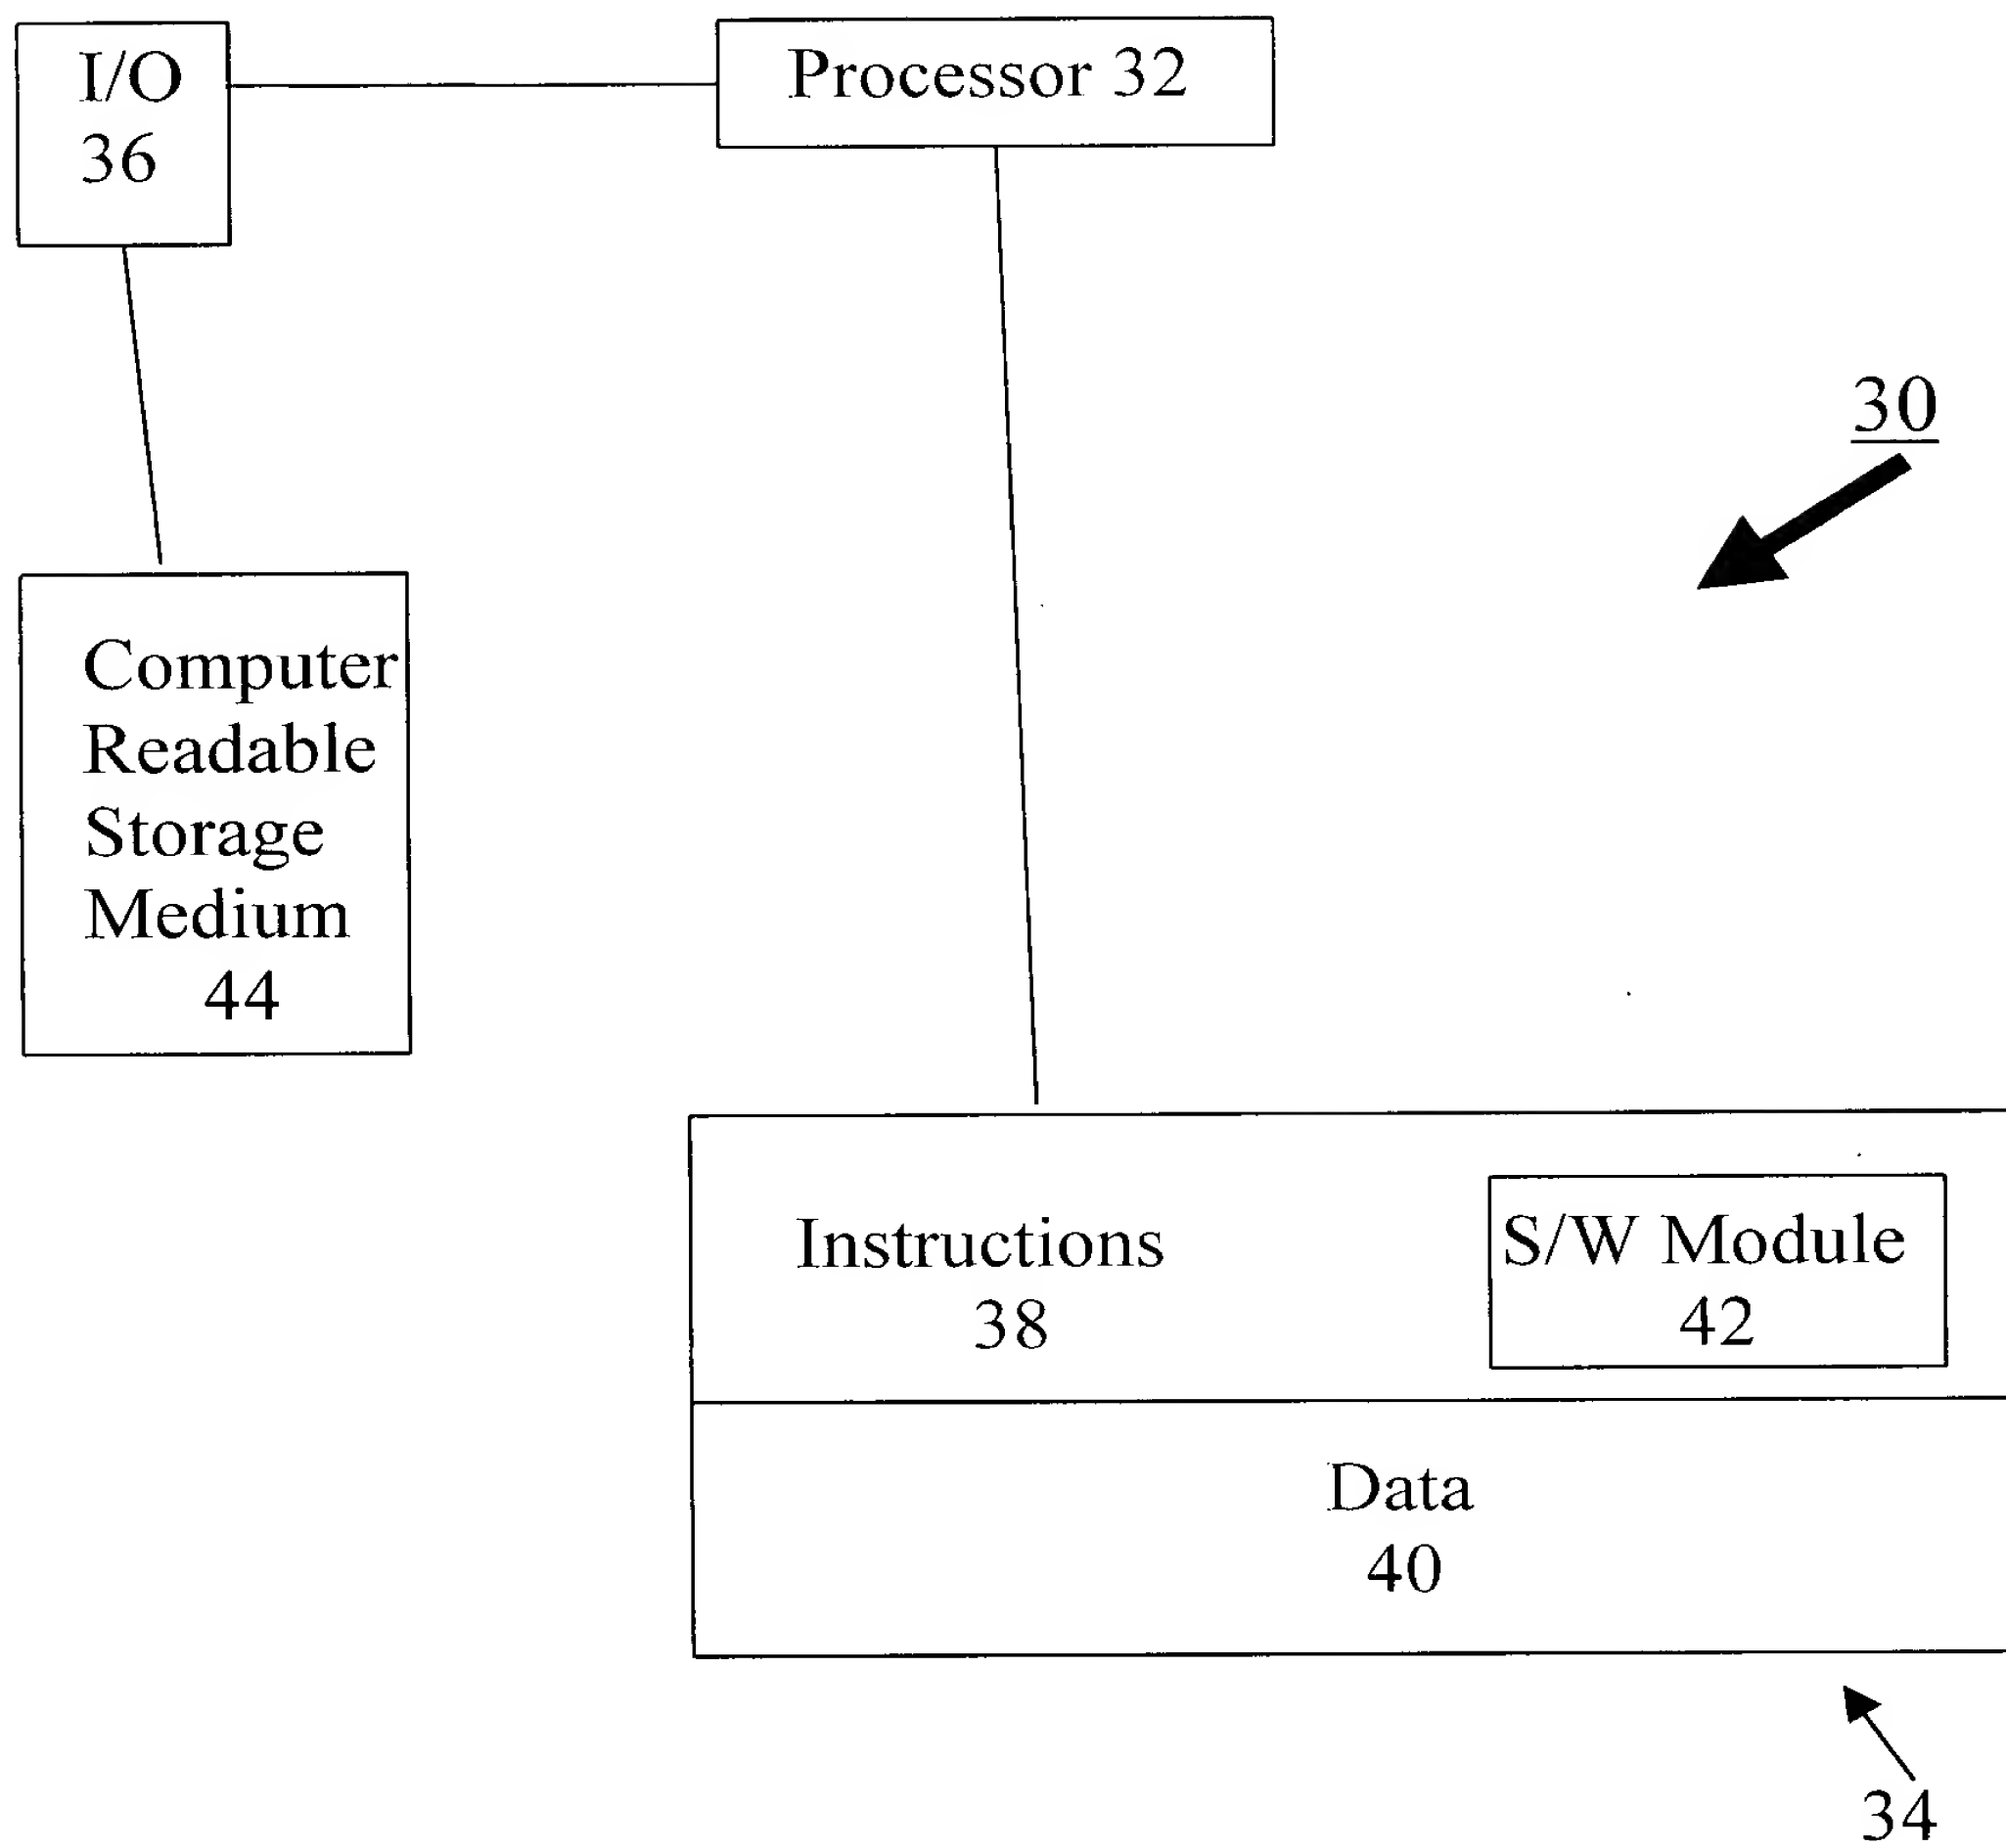 I/O
36
Processor 32
30
Computer
Readable
Storage
Medium
44
Instructions
38
S/W Module
42
Data
40
34